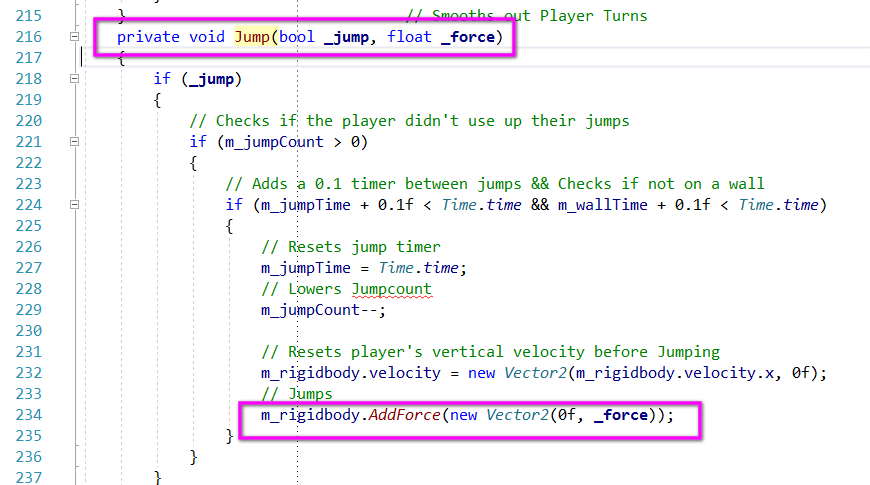 215 } // Smooths out Player Turns
216 private void Jump(bool _jump, float _force)
217 {
218 if (_jump)
219 {
220 // Checks if the player didn't use up their jumps
221 if (m_jumpCount > 0)
222 {
223 // Adds a 0.1 timer between jumps && Checks if not on a wall
224 if (m_jumpTime + 0.1f < Time.time && m_wallTime + 0.1f < Time.time)
225 {
226 // Resets jump timer
227 m_jumpTime = Time.time;
228 // Lowers Jumpcount
229 m_jumpCount--;
230
231 // Resets player's vertical velocity before Jumping
232 m_rigidbody.velocity = new Vector2(m_rigidbody.velocity.x, 0f);
233 // Jumps
234 m_rigidbody.AddForce(new Vector2(0f, _force));
235 }
236 }
237 }